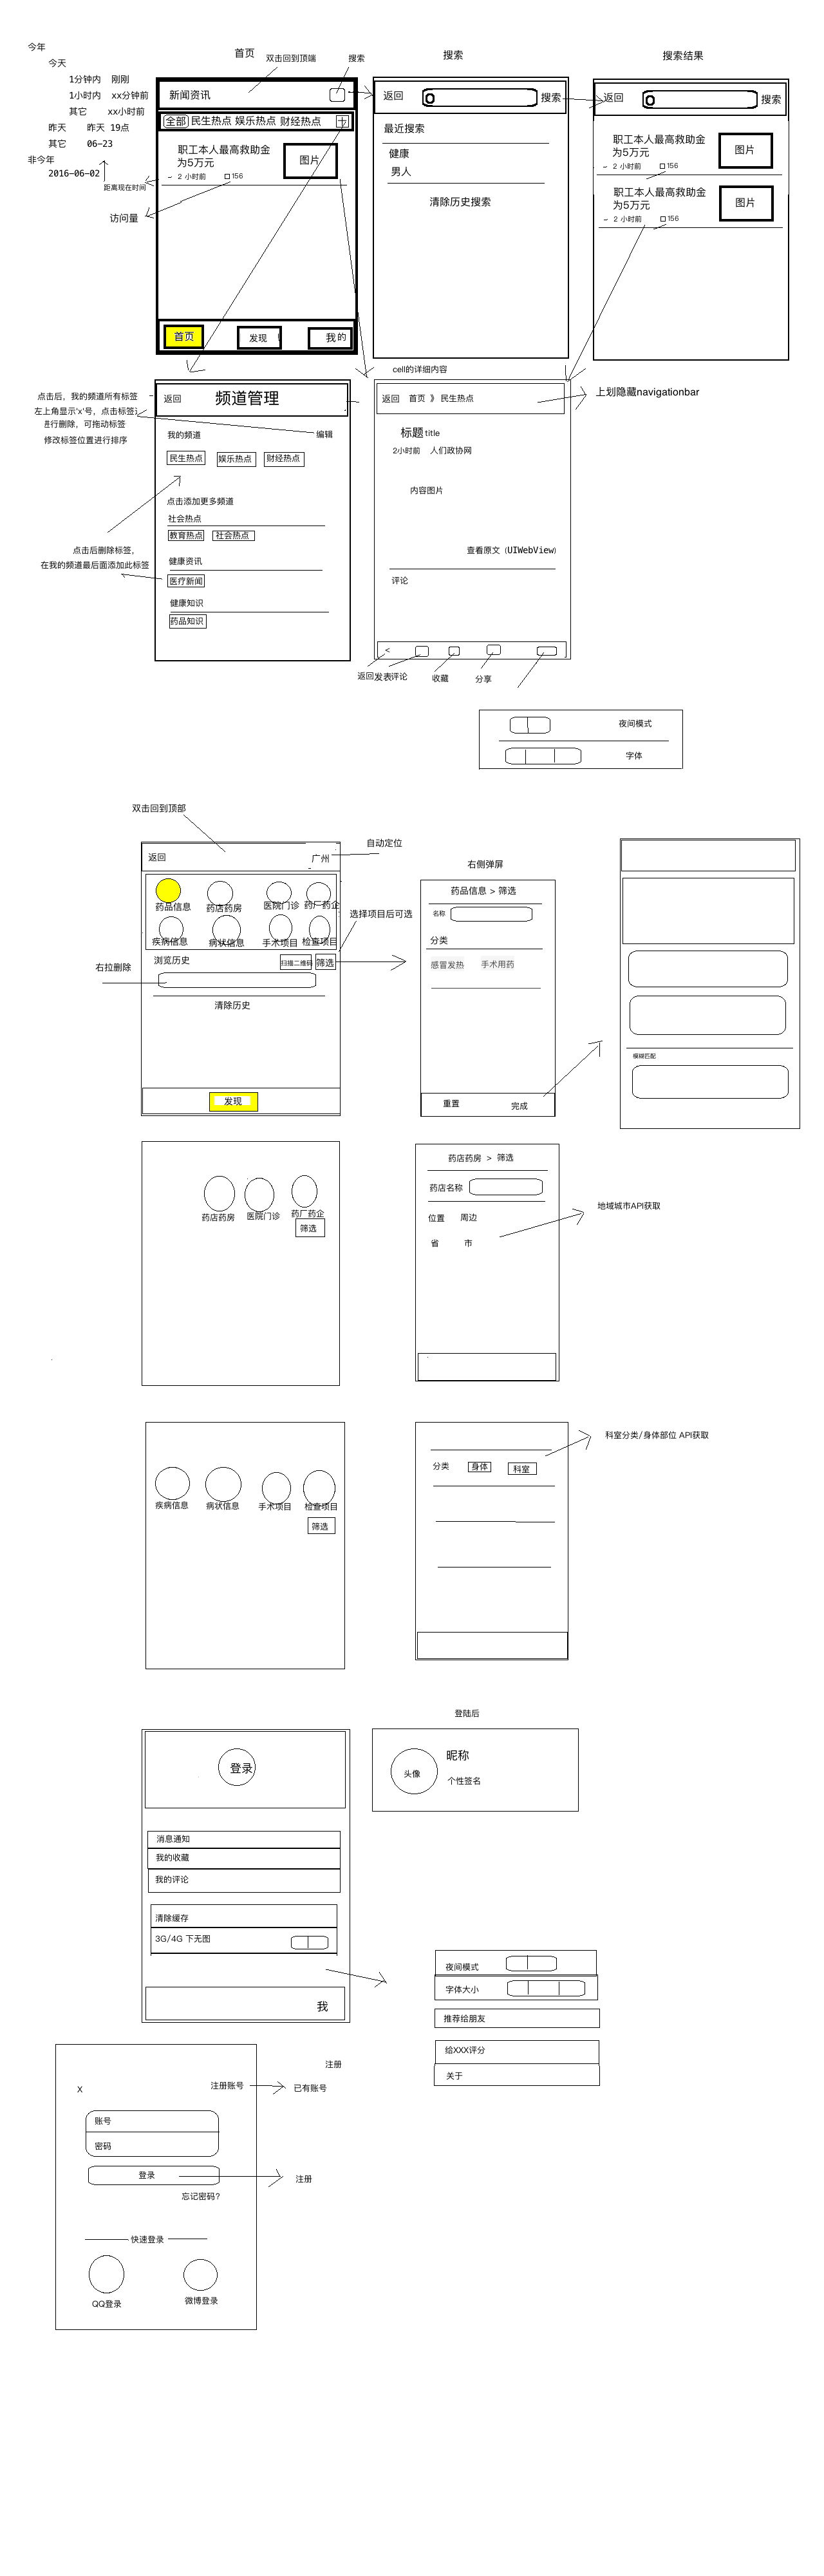 今年
今天
1分钟内 刚刚
1小时内 xx分钟前
其它 xx小时前
昨天 昨天 19点
其它 06-23
非今年
2016-06-02
距离现在时间
访问量
首页
双击回到顶端
搜索
新闻资讯
全部 民生热点 娱乐热点 财经热点 十
职工本人最高救助金
为5万元
2 小时前 156
图片
首页
发现
我的
搜索
返回
搜索
最近搜索
健康
男人
清除历史搜索
搜索结果
返回
搜索
职工本人最高救助金
为5万元
2 小时前 156
图片
职工本人最高救助金
为5万元
2 小时前 156
图片
点击后，我的频道所有标签
左上角显示'x'号，点击标签
进行删除，可拖动标签
修改标签位置进行排序
返回
频道管理
我的频道
编辑
民生热点 娱乐热点 财经热点
点击添加更多频道
社会热点
教育热点 社会热点
健康资讯
医疗新闻
健康知识
药品知识
点击后删除标签，
在我的频道最后面添加此标签
cell的详细内容
返回 首页 》 民生热点
上划隐藏navigationbar
标题title
2小时前 人们政协网
内容图片
查看原文（UIWebView）
评论
<
返回发表评论
收藏
分享
夜间模式
字体
双击回到顶部
返回
广州
自动定位
药品信息 药店药房 医院门诊 药厂药企
疾病信息 病状信息 手术项目 检查项目
选择项目后可选
浏览历史
扫描二维码 筛选
右拉删除
清除历史
发现
右侧弹屏
药品信息 > 筛选
名称
分类
感冒发热 手术用药
重置
完成
模糊匹配
药店药房 医院门诊 药厂药企
筛选
药店药房 > 筛选
药店名称
位置 周边
省 市
地域城市API获取
疾病信息 病状信息 手术项目 检查项目
筛选
分类 身体 科室
科室分类/身体部位 API获取
登录
登陆后
头像
昵称
个性签名
消息通知
我的收藏
我的评论
清除缓存
3G/4G 下无图
我
夜间模式
字体大小
推荐给朋友
给XXX评分
关于
X
注册账号
注册
已有账号
账号
密码
登录
注册
忘记密码?
快速登录
QQ登录
微博登录